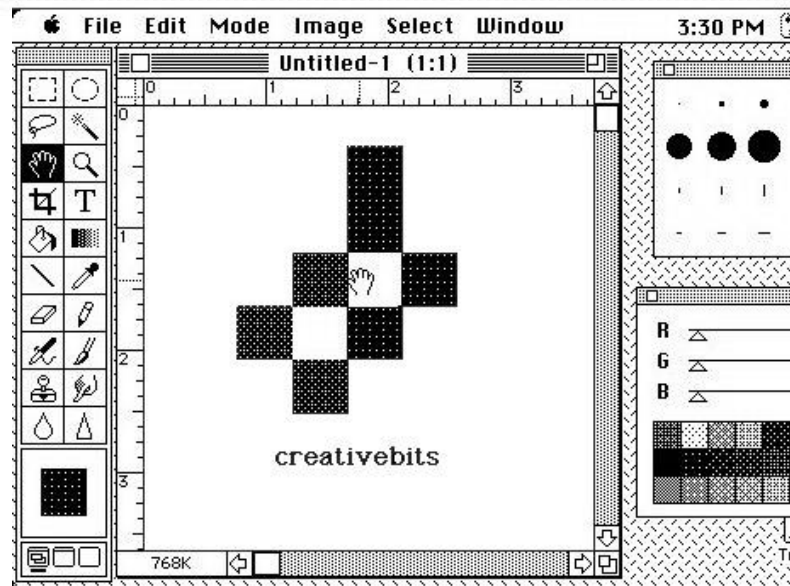 File Edit Mode Image Select Window 3:30 PM
Untitled-1 (1:1)
0 1 2 3
0
1
2
3
T
R
G
B
creativebits
768K